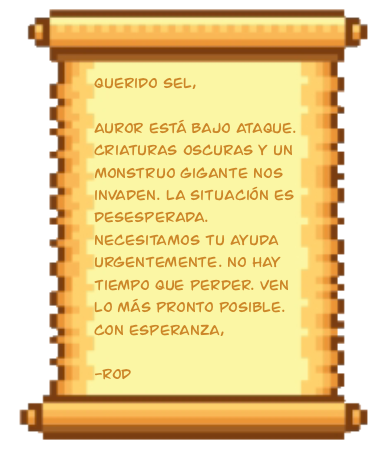 QUERIDO SEL,
AUROR ESTÁ BAJO ATAQUE.
CRIATURAS OSCURAS Y UN
MONSTRUO GIGANTE NOS
INVADEN. LA SITUACIÓN ES
DESESPERADA.
NECESITAMOS TU AYUDA
URGENTEMENTE. NO HAY
TIEMPO QUE PERDER. VEN
LO MÁS PRONTO POSIBLE.
CON ESPERANZA,
-ROD